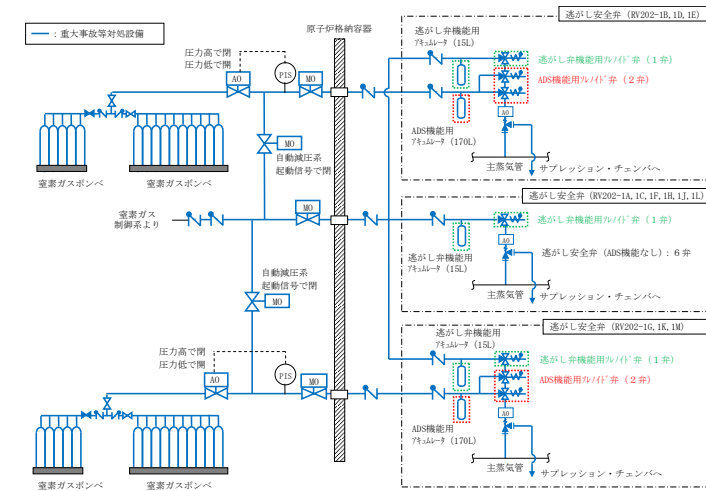 ：重大事故等対処設備
圧力高で閉
圧力低で開
AO
PIS
MO
原子炉格納容器
窒素ガスボンベ
窒素ガスボンベ
MO
自動減圧系
起動信号で閉
逃がし安全弁 (RV202-1B, 1D, 1E)
逃がし弁機能用
ｱｷｭﾑﾚｰﾀ (15L)
逃がし弁機能用ｿﾚﾉｲﾄﾞ弁 (１弁)
ADS機能用ｿﾚﾉｲﾄﾞ弁 (２弁)
ADS機能用
ｱｷｭﾑﾚｰﾀ (170L)
AO
主蒸気管
サプレッション・チェンバへ
窒素ガス
制御系より
MO
逃がし安全弁 (RV202-1A, 1C, 1F, 1H, 1J, 1L)
逃がし弁機能用
ｱｷｭﾑﾚｰﾀ (15L)
逃がし弁機能用ｿﾚﾉｲﾄﾞ弁 (１弁)
AO
逃がし安全弁 (ADS機能なし)：６弁
主蒸気管
サプレッション・チェンバへ
自動減圧系
起動信号で閉
MO
圧力高で閉
圧力低で開
AO
PIS
MO
窒素ガスボンベ
窒素ガスボンベ
逃がし安全弁 (RV202-1G, 1K, 1M)
逃がし弁機能用
ｱｷｭﾑﾚｰﾀ (15L)
逃がし弁機能用ｿﾚﾉｲﾄﾞ弁 (１弁)
ADS機能用ｿﾚﾉｲﾄﾞ弁 (２弁)
ADS機能用
ｱｷｭﾑﾚｰﾀ (170L)
AO
主蒸気管
サプレッション・チェンバへ